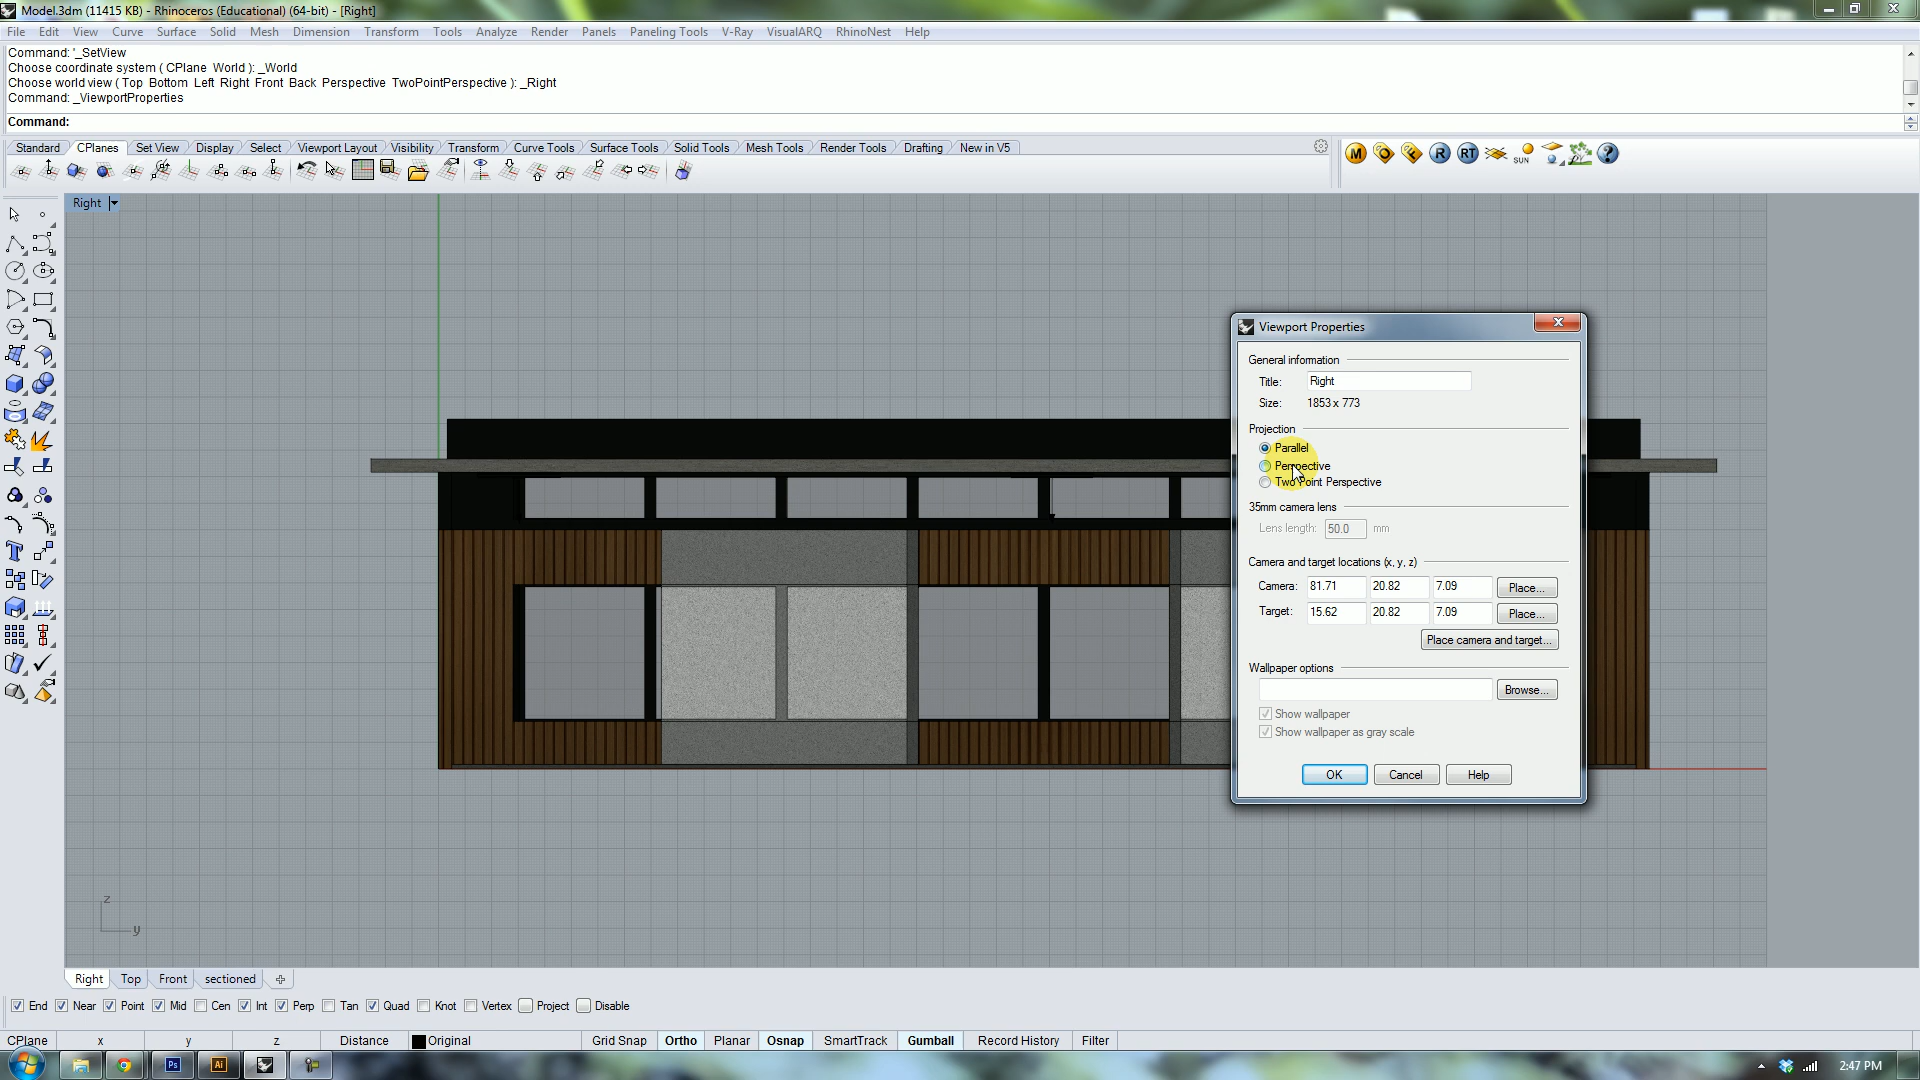 Model.3dm (11415 KB) - Rhinoceros (Educational) (64-bit) - [Right]
File Edit View Curve Surface Solid Mesh Dimension Transform Tools Analyze Render Panels Paneling Tools V-Ray VisualARQ RhinoNest Help
Command: '_SetView
Choose coordinate system ( CPlane World ): _World
Choose world view ( Top Bottom Left Right Front Back Perspective TwoPointPerspective ): _Right
Command: _ViewportProperties
Command:
Standard CPlanes Set View Display Select Viewport Layout Visibility Transform Curve Tools Surface Tools Solid Tools Mesh Tools Render Tools Drafting New in V5
M R RT SUN ?
Right
Viewport Properties
General information
Title: Right
Size: 1853 x 773
Projection
Parallel
Perspective
Two Point Perspective
35mm camera lens
Lens length: 50.0 mm
Camera and target locations (x, y, z)
Camera: 81.71 20.82 7.09 Place...
Target: 15.62 20.82 7.09 Place...
Place camera and target...
Wallpaper options
Browse...
Show wallpaper
Show wallpaper as gray scale
OK Cancel Help
z
y
Right Top Front sectioned
End Near Point Mid Cen Int Perp Tan Quad Knot Vertex Project Disable
CPlane x y z Distance Original Grid Snap Ortho Planar Osnap SmartTrack Gumball Record History Filter
Ps Ai 2:47 PM